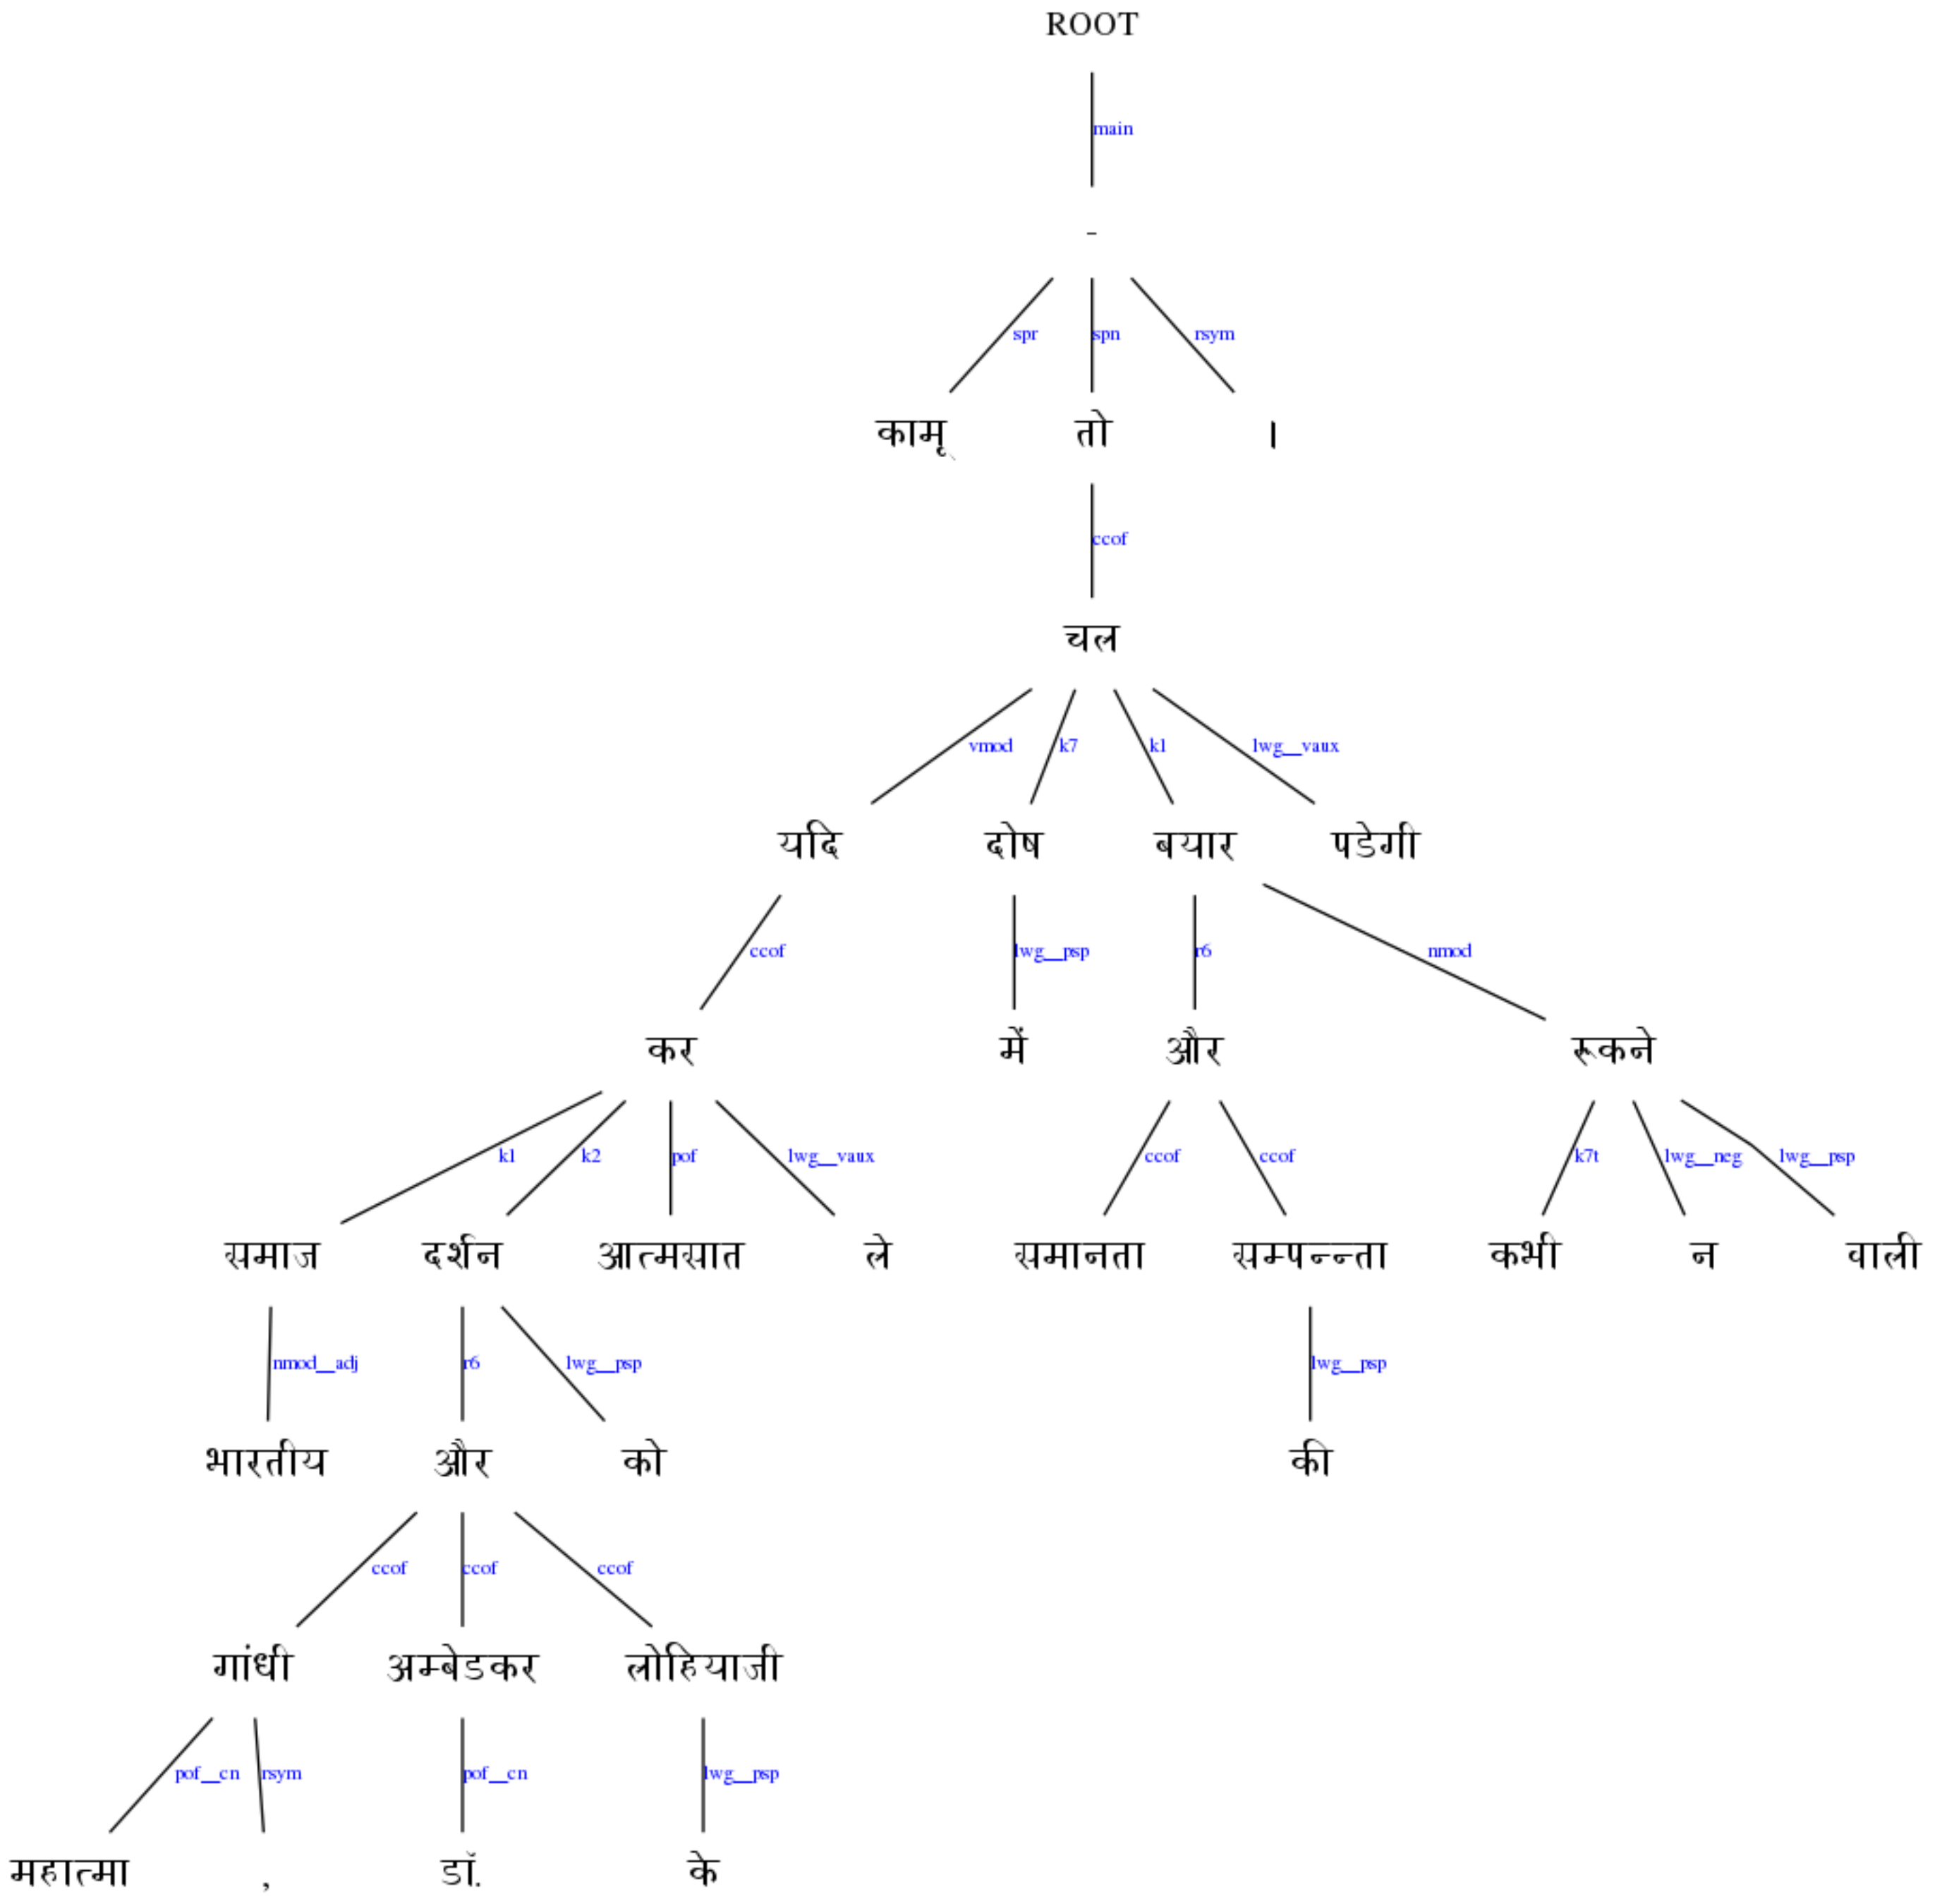 ROOT
main
-
spr spn rsym
कामू तो ।
ccof
चल
vmod k7 k1 lwg__vaux
यदि दोष बयार पडेगी
ccof lwg__psp r6 nmod
कर में और रूकने
k1 k2 pof lwg__vaux ccof ccof k7t lwg__neg lwg__psp
समाज दर्शन आत्मसात ले समानता सम्पन्न्ता कभी न वाली
nmod__adj r6 lwg__psp lwg__psp
भारतीय और को की
ccof ccof ccof
गांधी अम्बेडकर लोहियाजी
pof__cn rsym pof__cn lwg__psp
महात्मा , डॉ. के